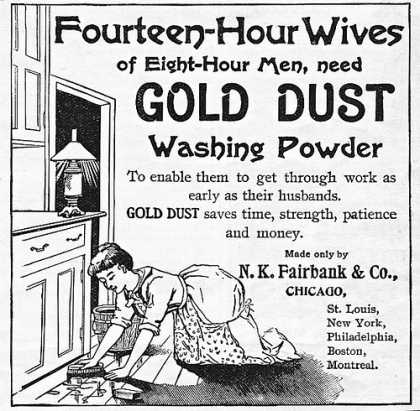 Fourteen-Hour Wives
of Eight-Hour Men, need
GOLD DUST
Washing Powder
To enable them to get through work as
early as their husbands.
GOLD DUST saves time, strength, patience
and money.
Made only by
N. K. Fairbank & Co.,
CHICAGO,
St. Louis,
New York,
Philadelphia,
Boston,
Montreal.